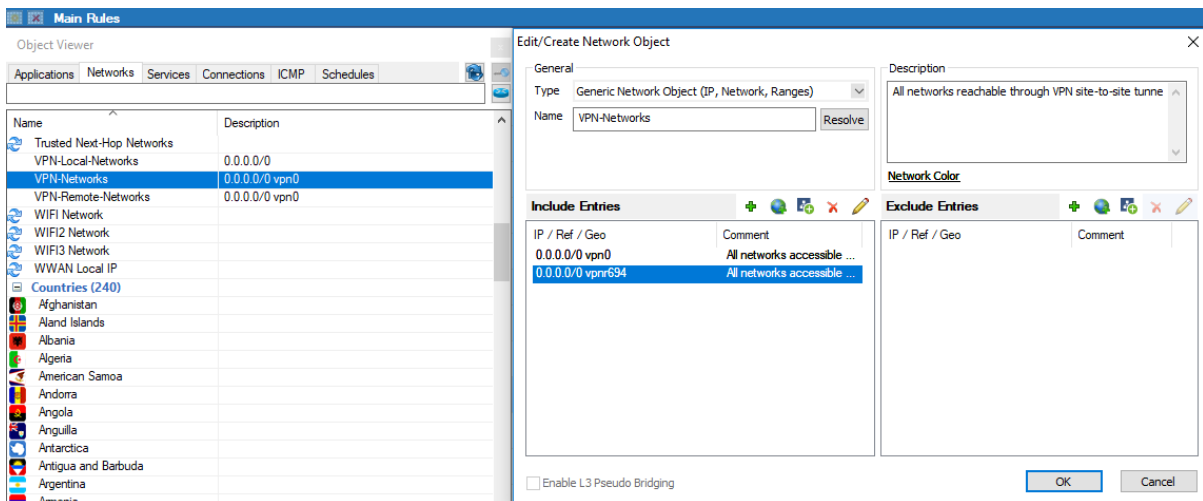 Main Rules
Object Viewer
Applications Networks Services Connections ICMP Schedules
Name Description
Trusted Next-Hop Networks
VPN-Local-Networks 0.0.0.0/0
VPN-Networks 0.0.0.0/0 vpn0
VPN-Remote-Networks 0.0.0.0/0 vpn0
WIFI Network
WIFI2 Network
WIFI3 Network
WWAN Local IP
Countries (240)
Afghanistan
Aland Islands
Albania
Algeria
American Samoa
Andorra
Angola
Anguilla
Antarctica
Antigua and Barbuda
Argentina
Edit/Create Network Object
General
Type Generic Network Object (IP, Network, Ranges)
Name VPN-Networks Resolve
Description
All networks reachable through VPN site-to-site tunne
Network Color
Include Entries
IP / Ref / Geo Comment
0.0.0.0/0 vpn0 All networks accessible ...
0.0.0.0/0 vpnr694 All networks accessible ...
Exclude Entries
IP / Ref / Geo Comment
Enable L3 Pseudo Bridging
OK Cancel